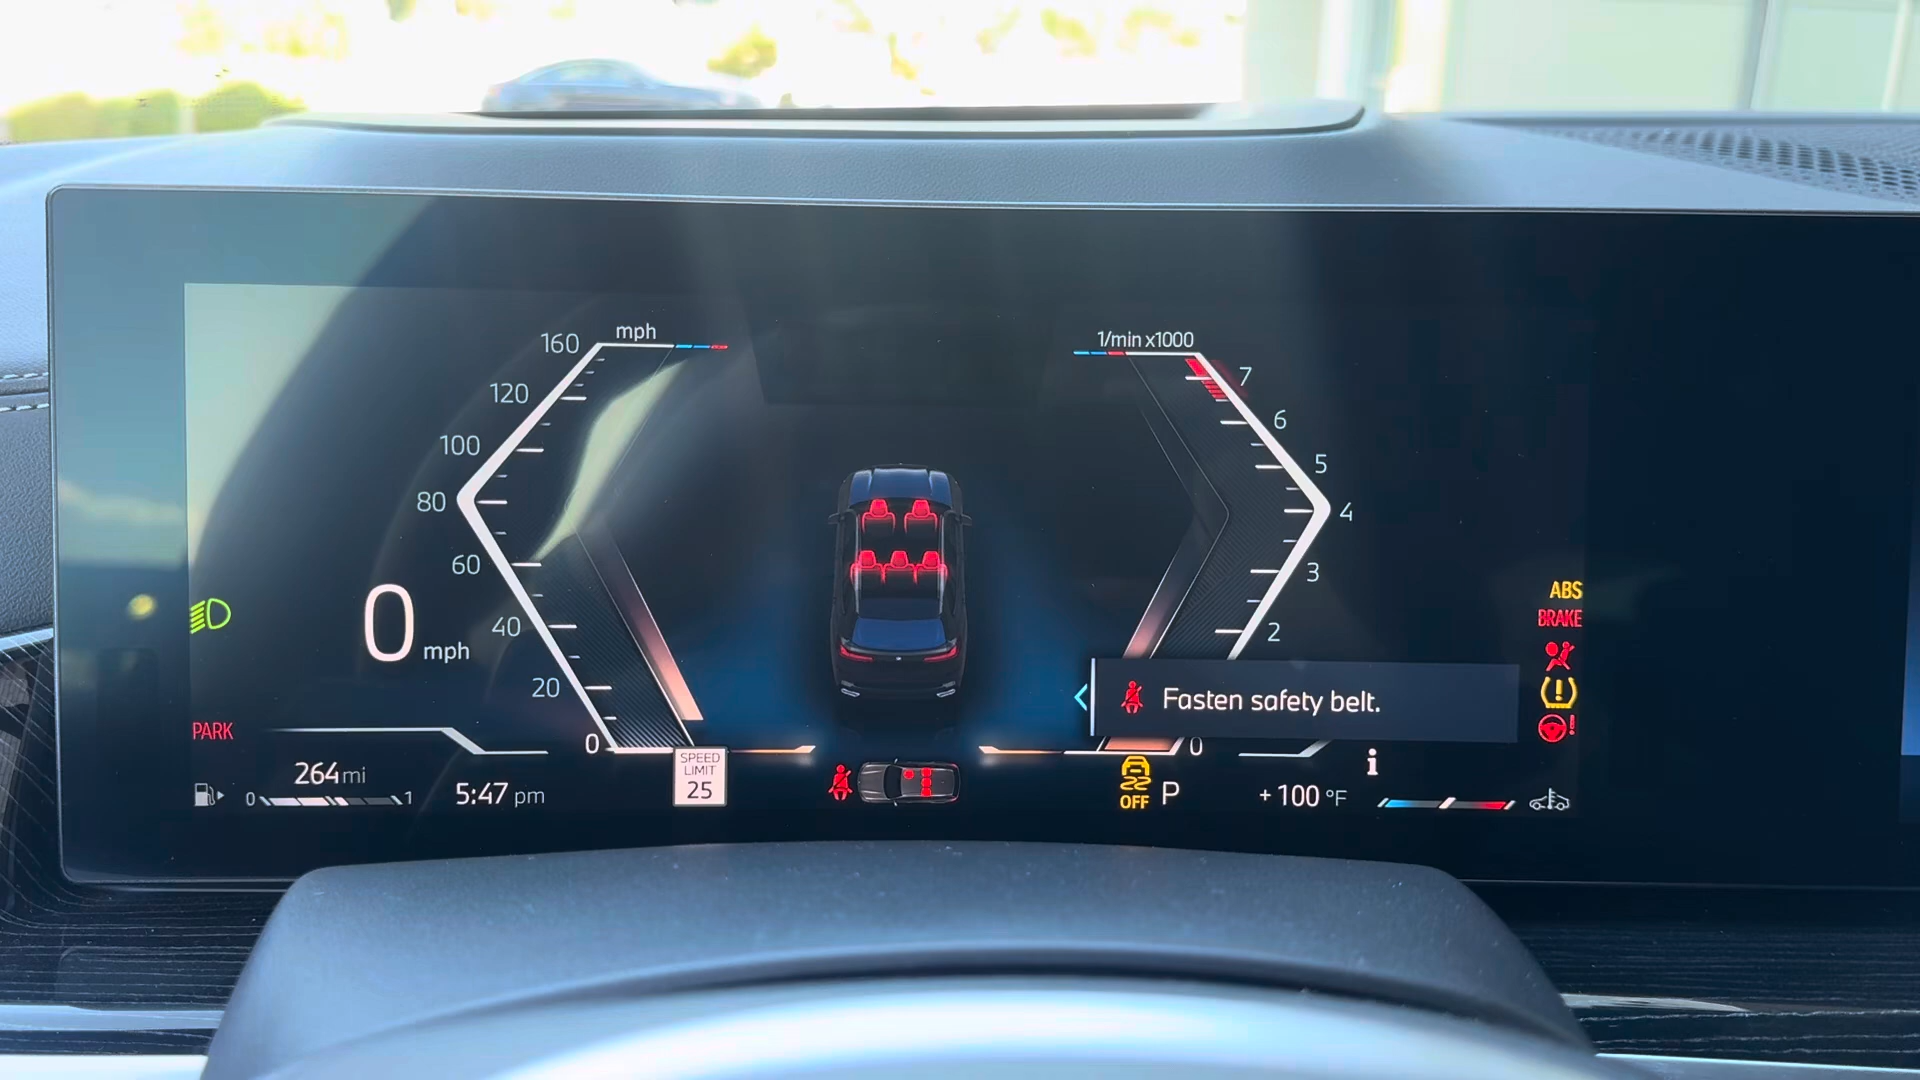 mph
160
120
100
80
60
40
20
0
0 mph
1/min x1000
7
6
5
4
3
2
0
ABS
BRAKE
Fasten safety belt.
PARK
264 mi
0 1
5:47 pm
SPEED
LIMIT
25
OFF
P
+100 °F
i